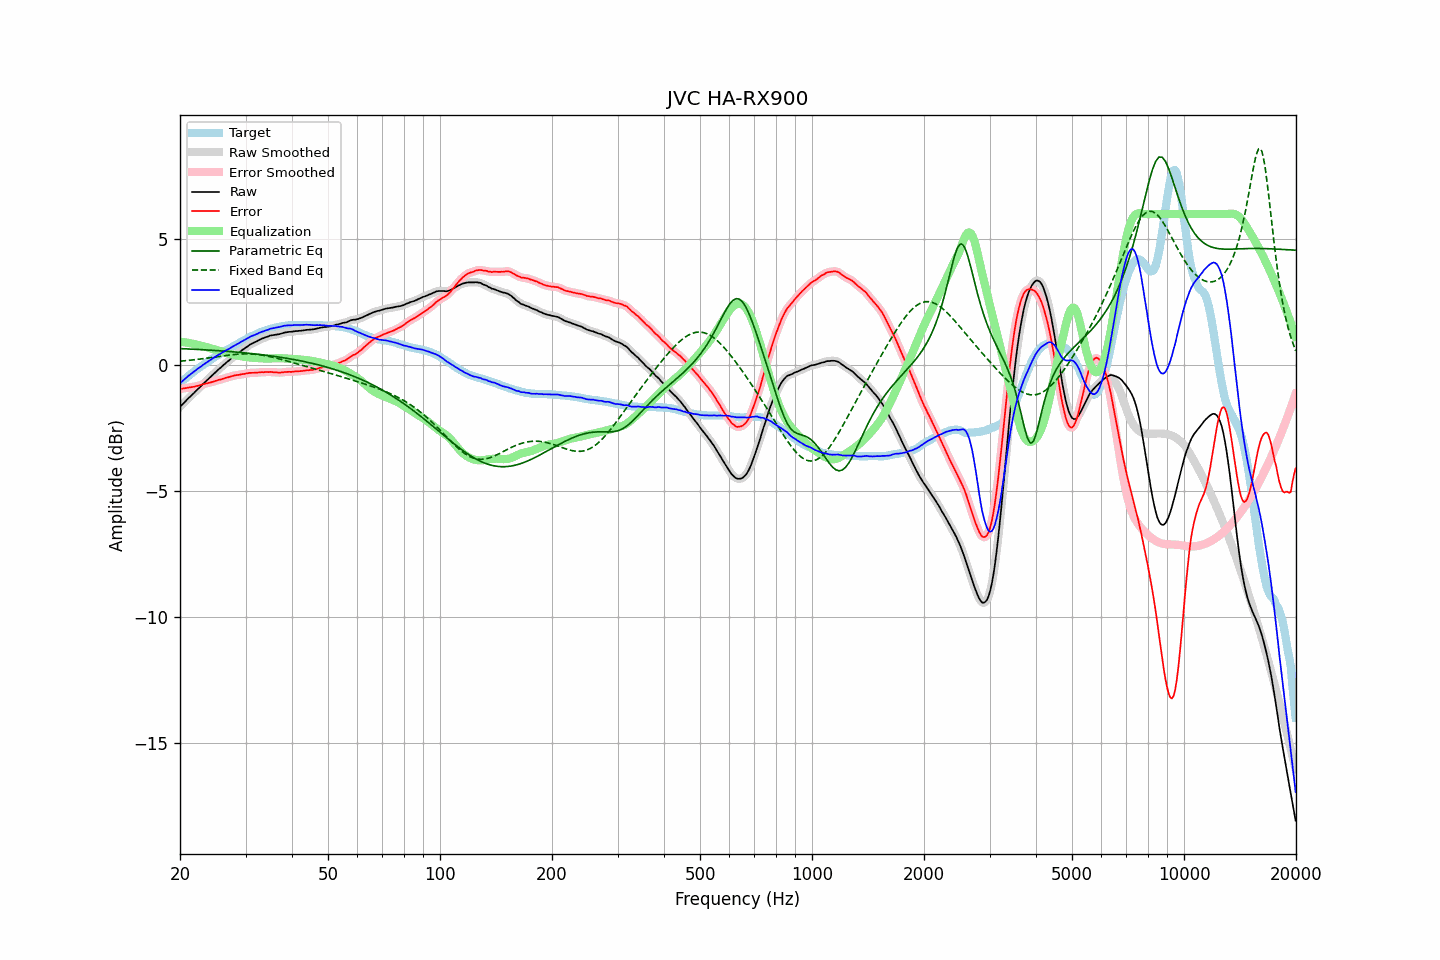 JVC HA-RX900
Target
Raw Smoothed
Error Smoothed
Raw
Error
Equalization
Parametric Eq
Fixed Band Eq
Equalized
5
0
−5
−10
−15
Amplitude (dBr)
20 50 100 200 500 1000 2000 5000 10000 20000
Frequency (Hz)